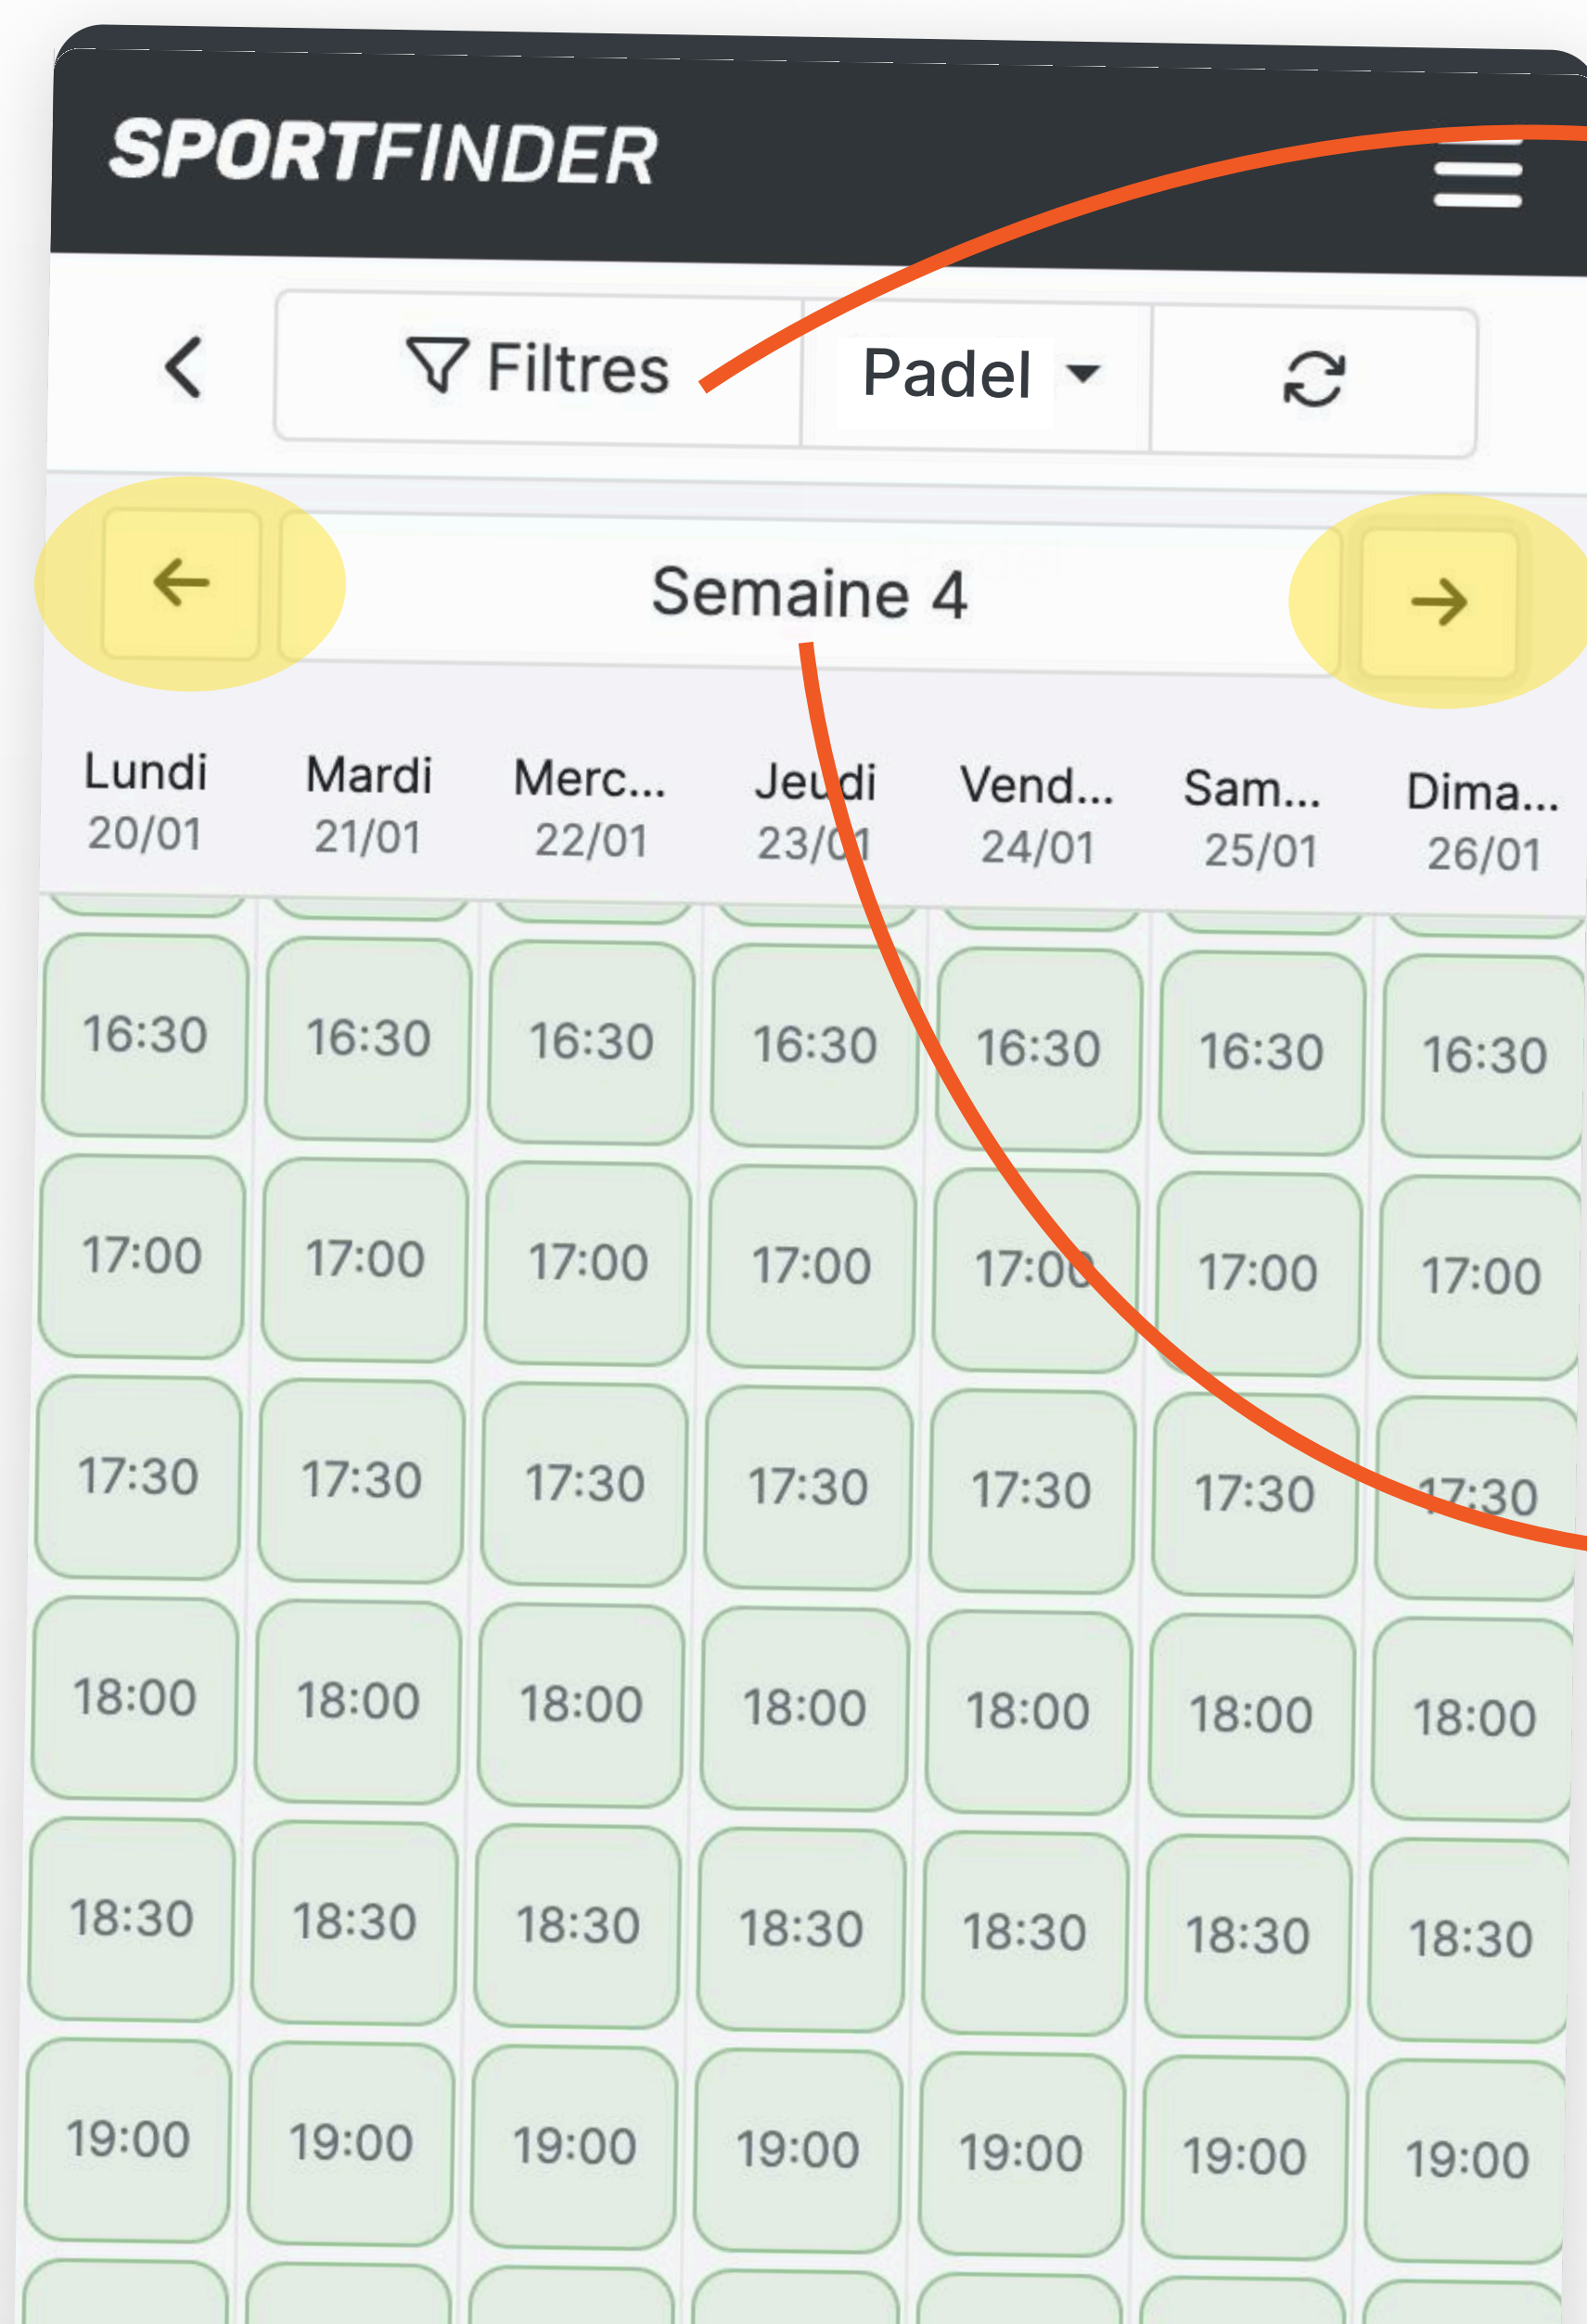 SPORTFINDER
Filtres Padel
Semaine 4
Lundi Mardi Merc... Jeudi Vend... Sam... Dima...
20/01 21/01 22/01 23/01 24/01 25/01 26/01
16:30 16:30 16:30 16:30 16:30 16:30 16:30
17:00 17:00 17:00 17:00 17:00 17:00 17:00
17:30 17:30 17:30 17:30 17:30 17:30 17:30
18:00 18:00 18:00 18:00 18:00 18:00 18:00
18:30 18:30 18:30 18:30 18:30 18:30 18:30
19:00 19:00 19:00 19:00 19:00 19:00 19:00